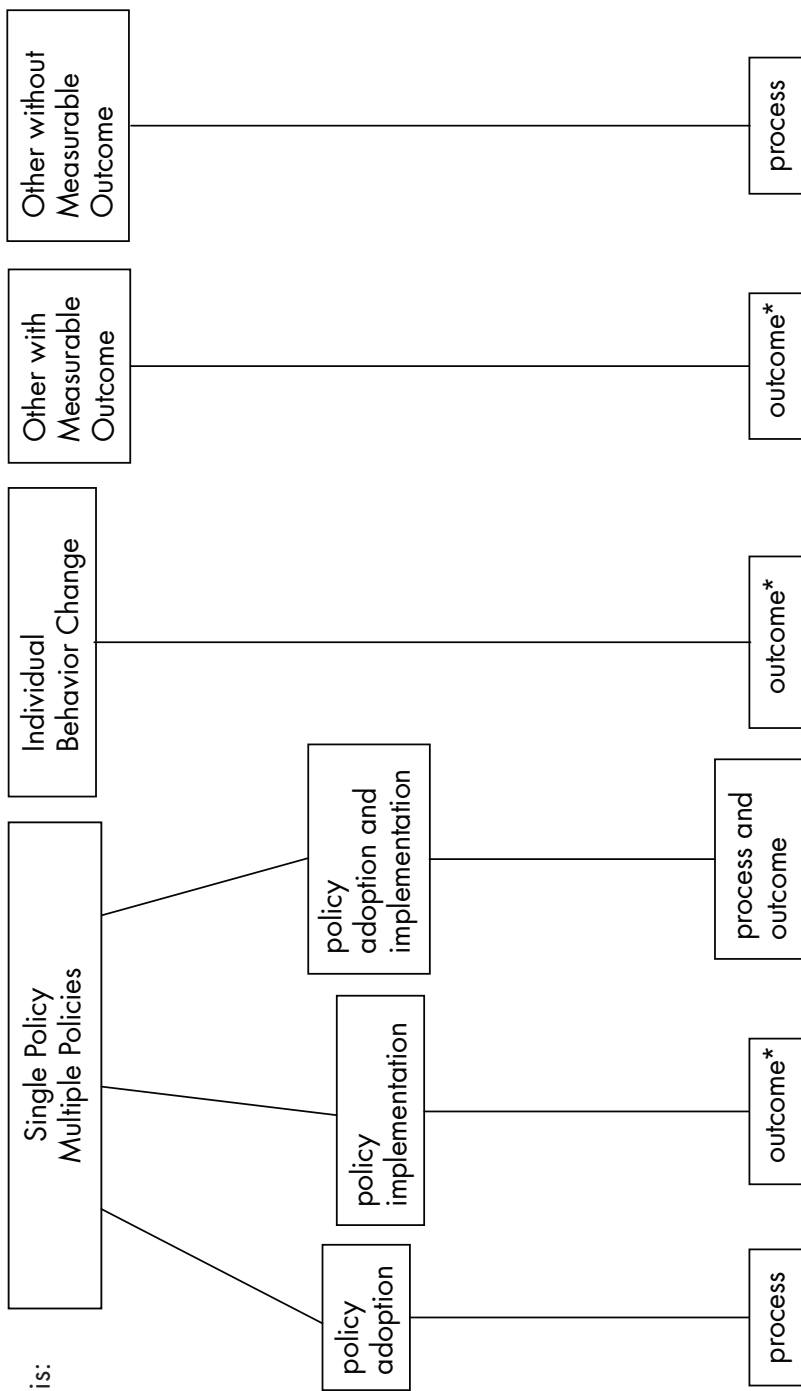 is:
Single Policy
Multiple Policies
Individual
Behavior Change
Other with
Measurable
Outcome
Other without
Measurable
Outcome
policy
adoption
policy
implementation
policy
adoption and
implementation
process
outcome*
process and
outcome
outcome*
outcome*
process